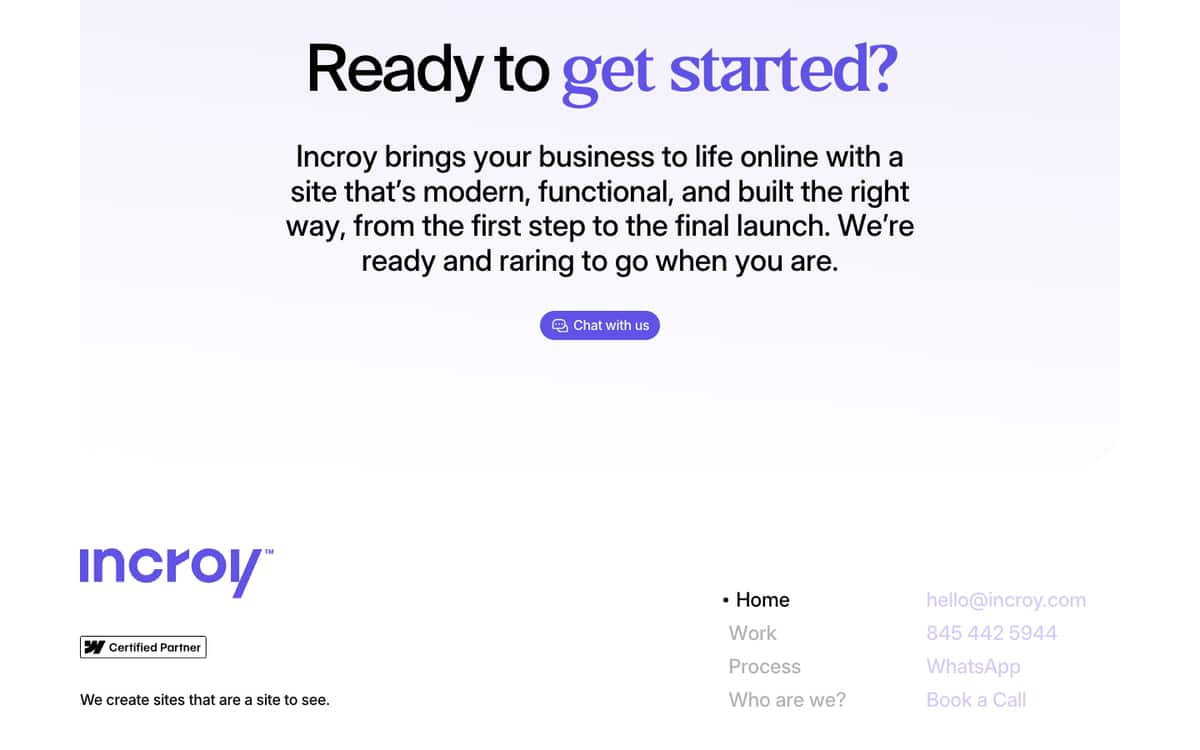 Ready to get started?
Incroy brings your business to life online with a
site that’s modern, functional, and built the right
way, from the first step to the final launch. We’re
ready and raring to go when you are.
Chat with us
incroy™
Certified Partner
We create sites that are a site to see.
• Home
Work
Process
Who are we?
hello@incroy.com
845 442 5944
WhatsApp
Book a Call